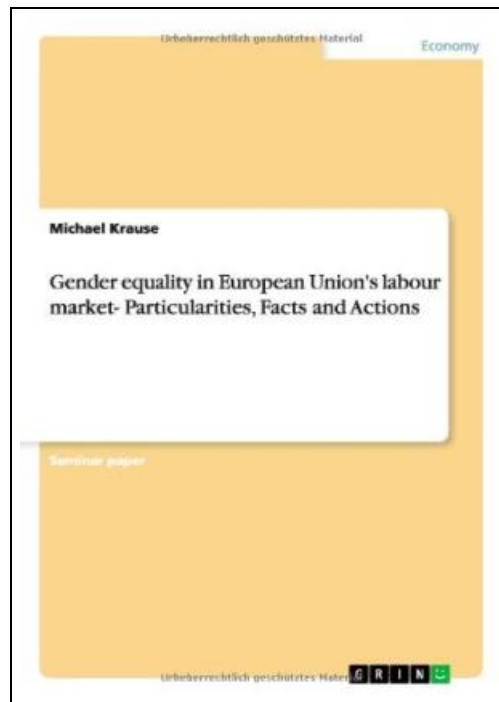 Urheberrechtlich geschütztes Material
Economy
Michael Krause
Gender equality in European Union's labour
market- Particularities, Facts and Actions
Seminar paper
Urheberrechtlich geschütztes Mater
GRIN